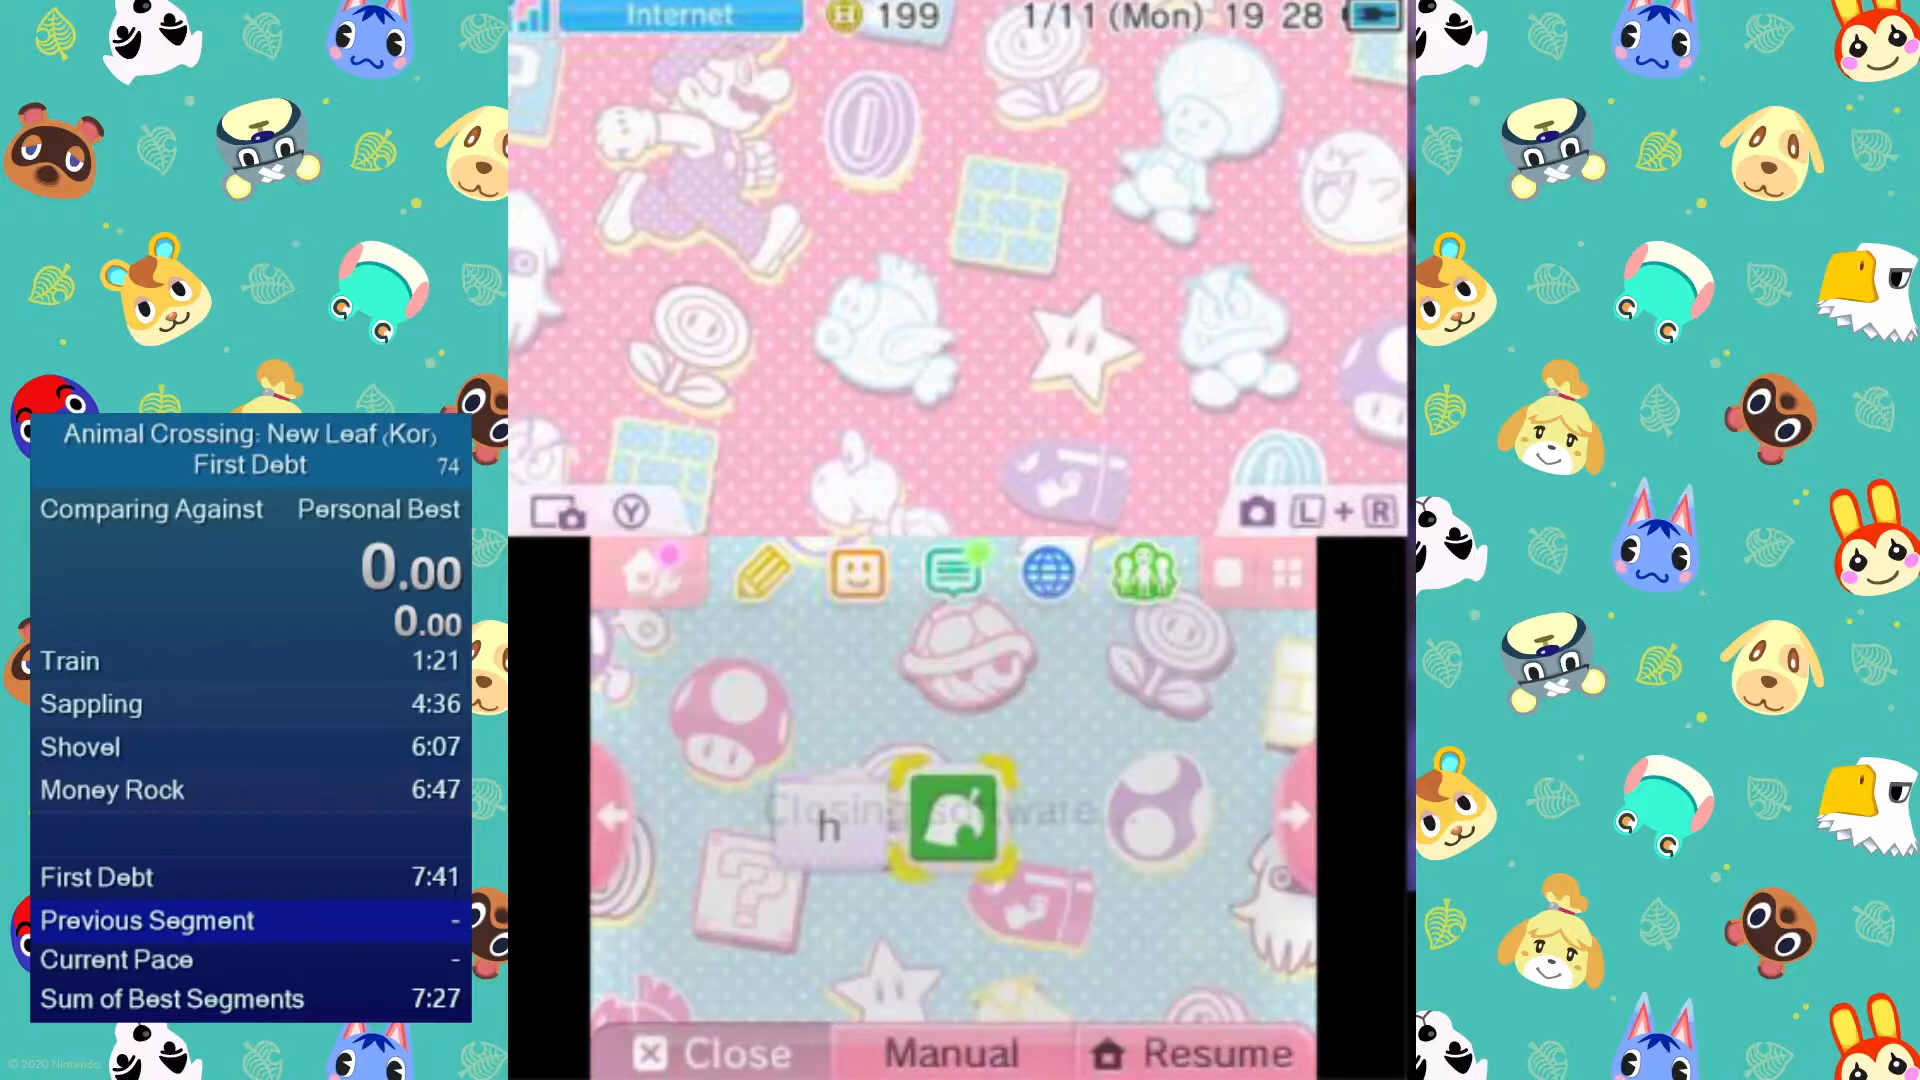 Internet 199 1/11 (Mon) 19 28
Y L + R
Animal Crossing: New Leaf (Kor)
First Debt 74
Comparing Against Personal Best
0.00
0.00
Train 1:21
Sappling 4:36
Shovel 6:07
Money Rock 6:47
First Debt 7:41
Previous Segment -
Current Pace -
Sum of Best Segments 7:27
Closing software...
h
Close Manual Resume
© 2020 Nintendo